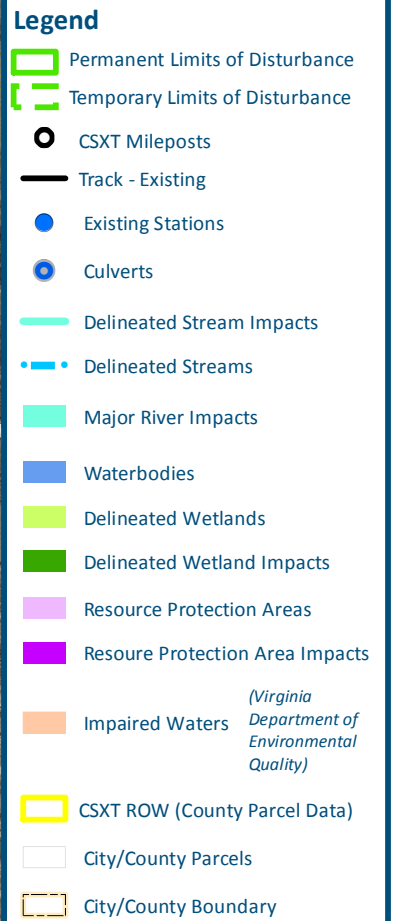 Legend
Permanent Limits of Disturbance
Temporary Limits of Disturbance
CSXT Mileposts
Track - Existing
Existing Stations
Culverts
Delineated Stream Impacts
Delineated Streams
Major River Impacts
Waterbodies
Delineated Wetlands
Delineated Wetland Impacts
Resource Protection Areas
Resoure Protection Area Impacts
Impaired Waters
(Virginia
Department of
Environmental
Quality)
CSXT ROW (County Parcel Data)
City/County Parcels
City/County Boundary